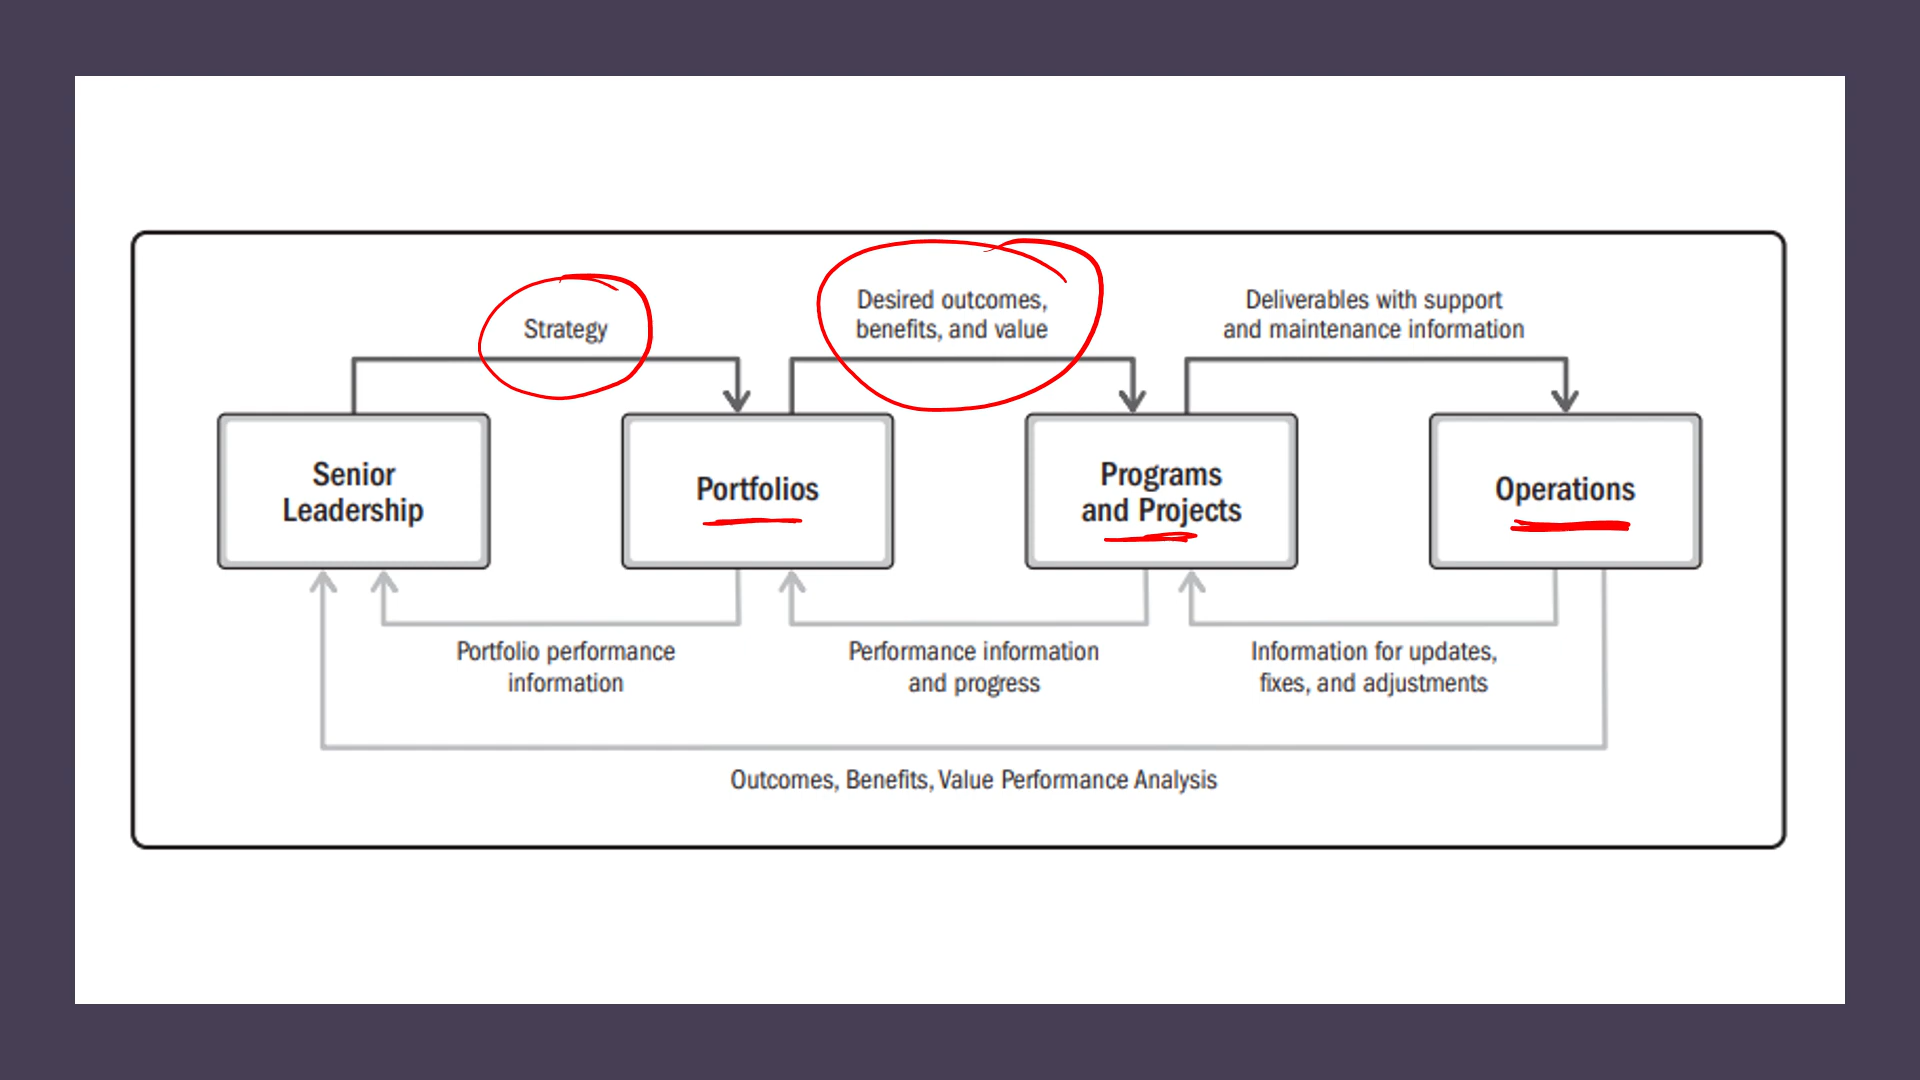 Strategy
Desired outcomes,
benefits, and value
Deliverables with support
and maintenance information
Senior
Leadership
Portfolios
Programs
and Projects
Operations
Portfolio performance
information
Performance information
and progress
Information for updates,
fixes, and adjustments
Outcomes, Benefits, Value Performance Analysis